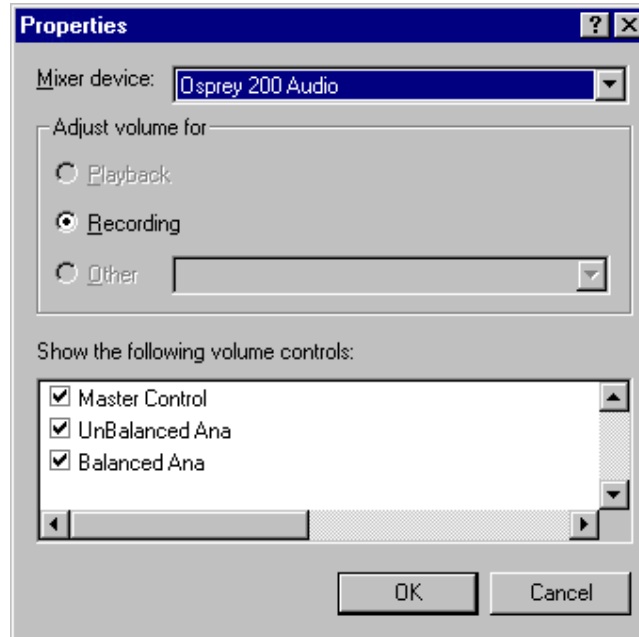 Properties
Mixer device: Osprey 200 Audio
Adjust volume for
Playback
Recording
Other
Show the following volume controls:
Master Control
UnBalanced Ana
Balanced Ana
OK Cancel